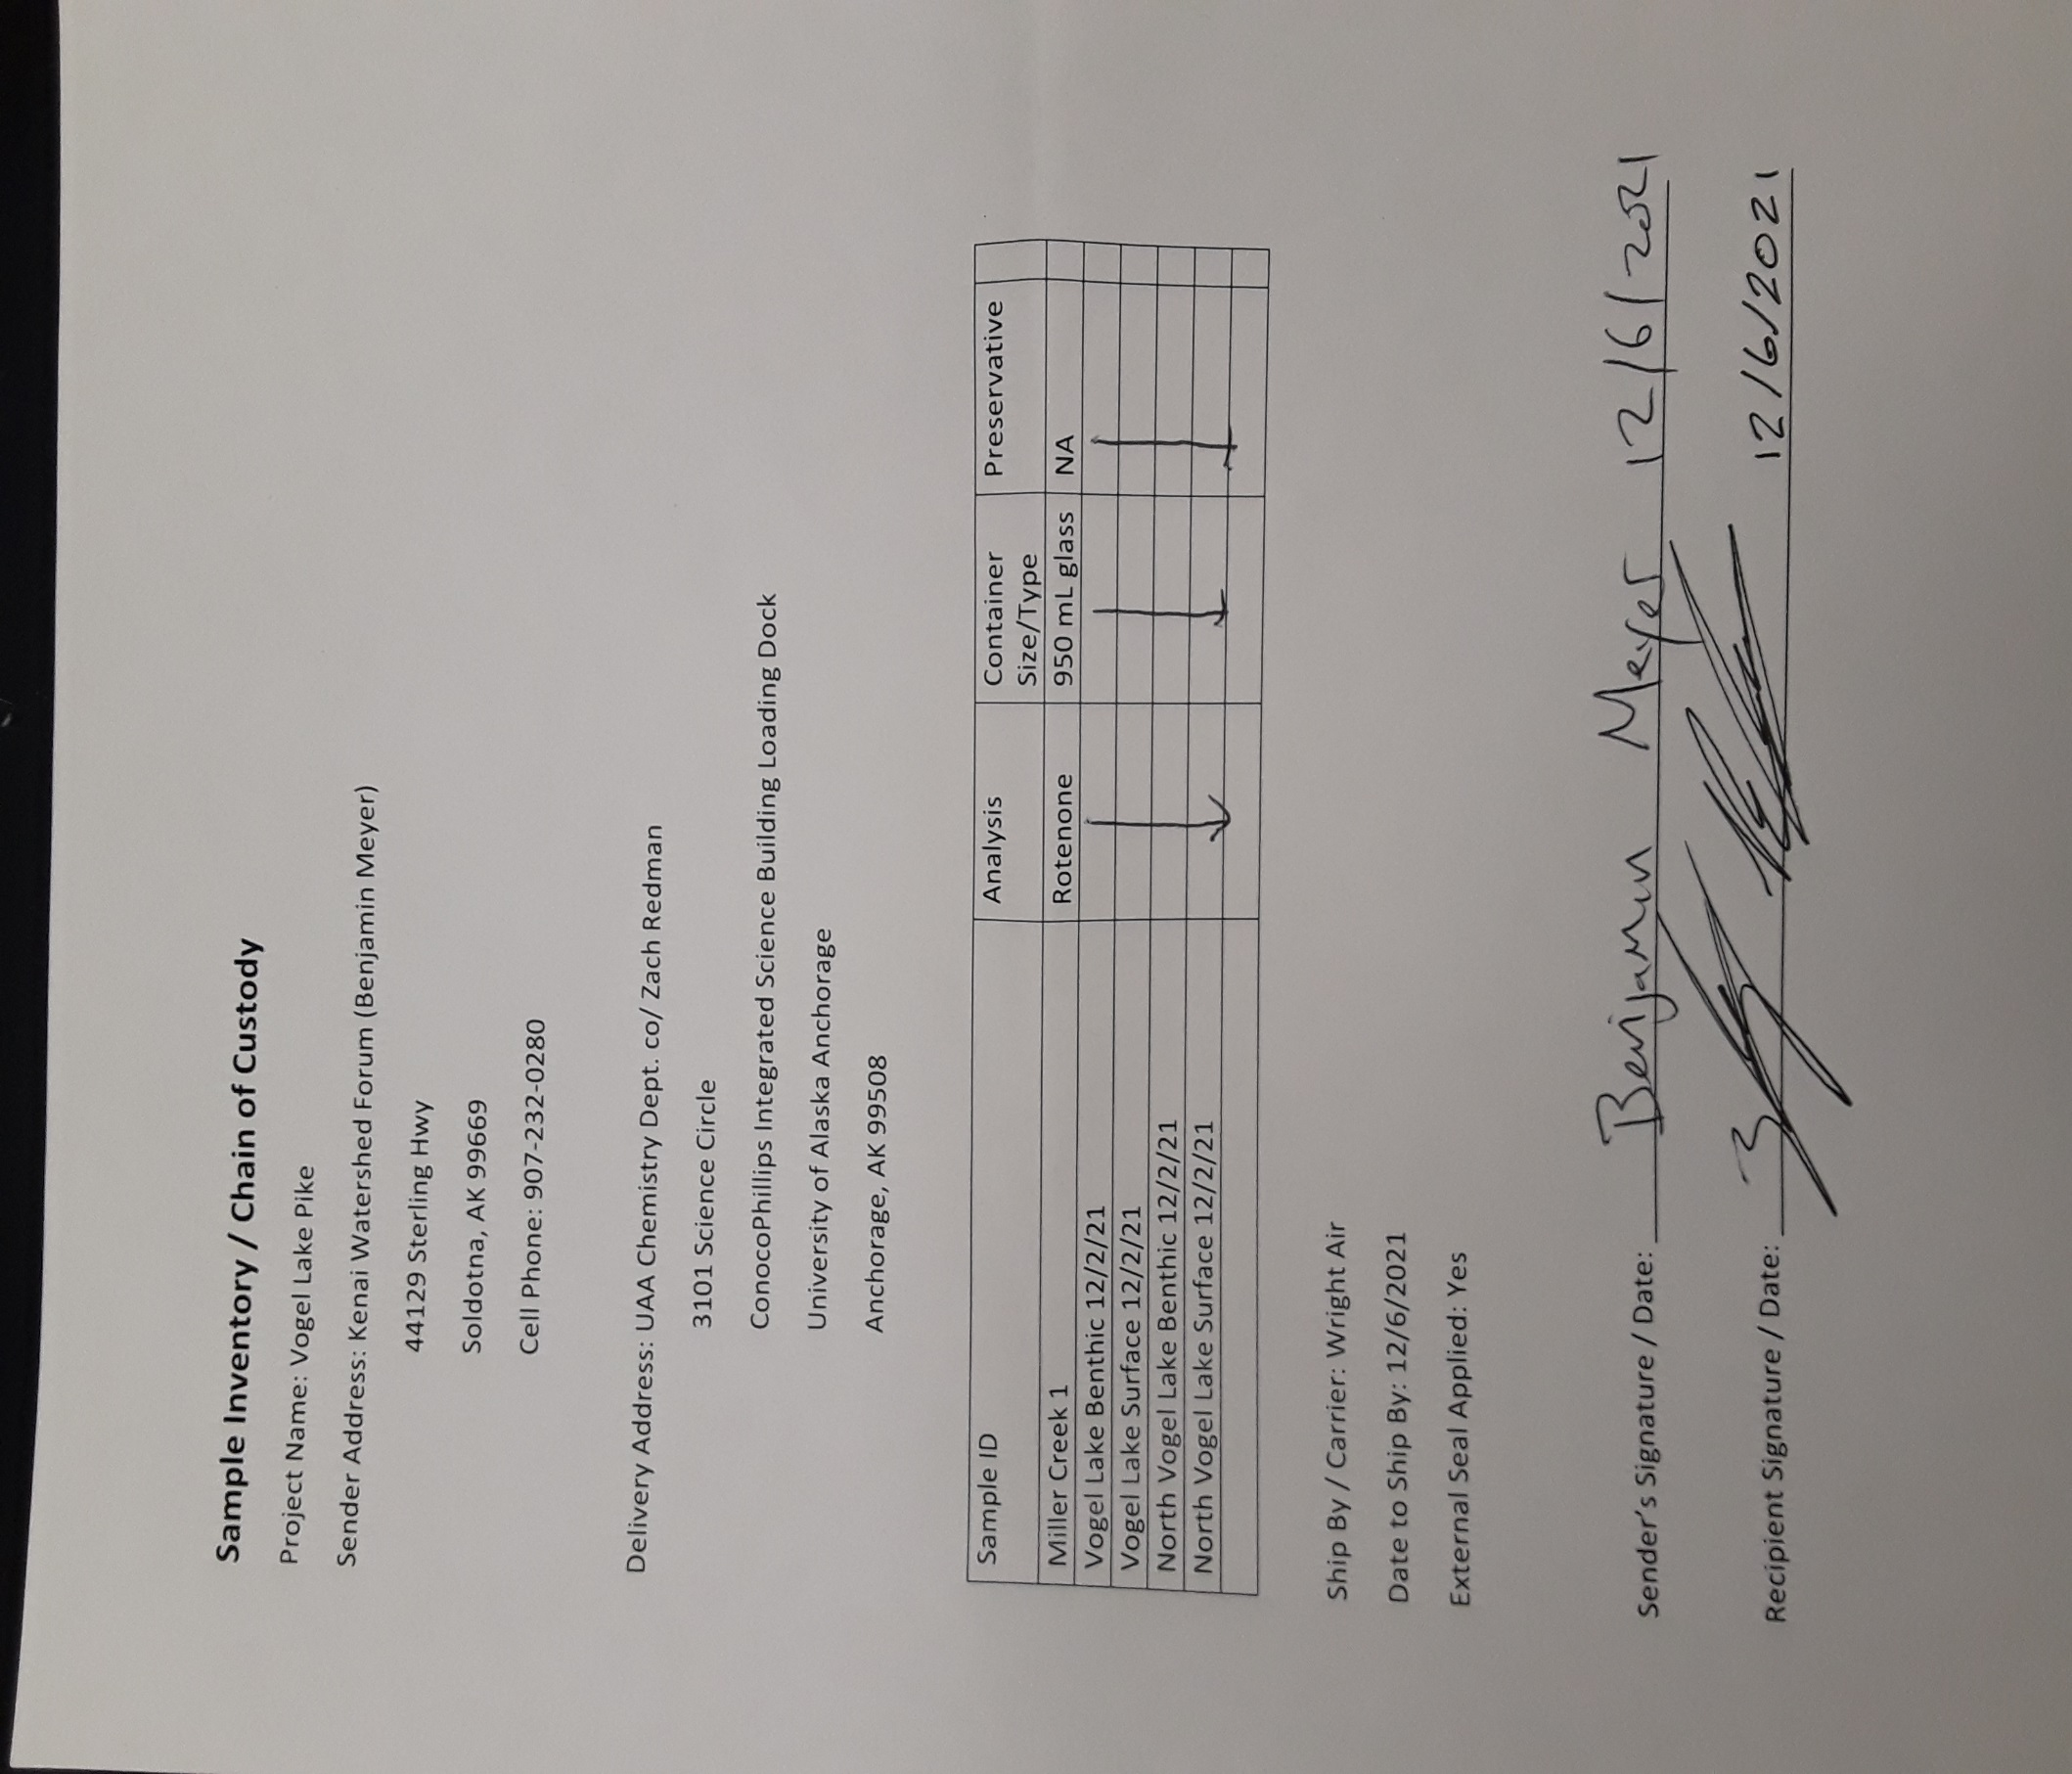 Sample Inventory / Chain of Custody
Project Name: Vogel Lake Pike
Sender Address: Kenai Watershed Forum (Benjamin Meyer)
44129 Sterling Hwy
Soldotna, AK 99669
Cell Phone: 907-232-0280
Delivery Address: UAA Chemistry Dept. co/ Zach Redman
3101 Science Circle
ConocoPhillips Integrated Science Building Loading Dock
University of Alaska Anchorage
Anchorage, AK 99508
Sample ID Analysis Container Size/Type Preservative
Miller Creek 1 Rotenone 950 mL glass NA
Vogel Lake Benthic 12/2/21
Vogel Lake Surface 12/2/21
North Vogel Lake Benthic 12/2/21
North Vogel Lake Surface 12/2/21
Ship By / Carrier: Wright Air
Date to Ship By: 12/6/2021
External Seal Applied: Yes
Sender's Signature / Date: Benjamin Meyer 12/6/2021
Recipient Signature / Date: 12/6/2021